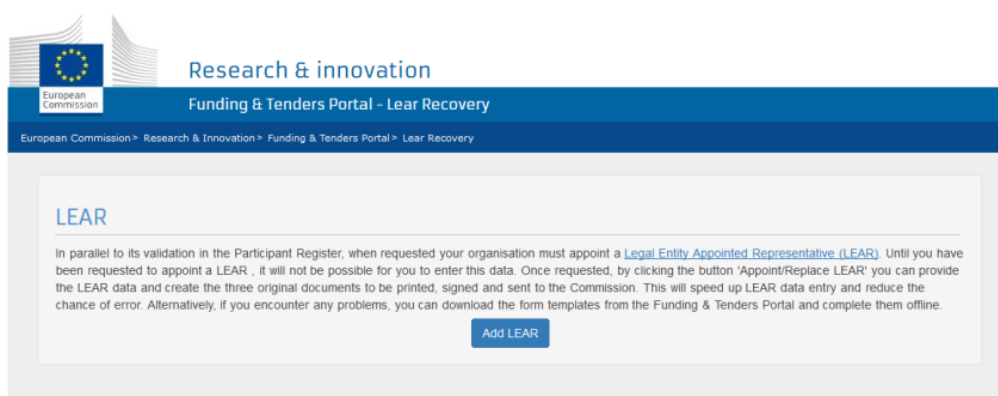 European
Commission
Research & innovation
Funding & Tenders Portal - Lear Recovery
European Commission> Research & Innovation> Funding & Tenders Portal> Lear Recovery
LEAR
In parallel to its validation in the Participant Register, when requested your organisation must appoint a Legal Entity Appointed Representative (LEAR). Until you have
been requested to appoint a LEAR , it will not be possible for you to enter this data. Once requested, by clicking the button 'Appoint/Replace LEAR' you can provide
the LEAR data and create the three original documents to be printed, signed and sent to the Commission. This will speed up LEAR data entry and reduce the
chance of error. Alternatively, if you encounter any problems, you can download the form templates from the Funding & Tenders Portal and complete them offline.
Add LEAR